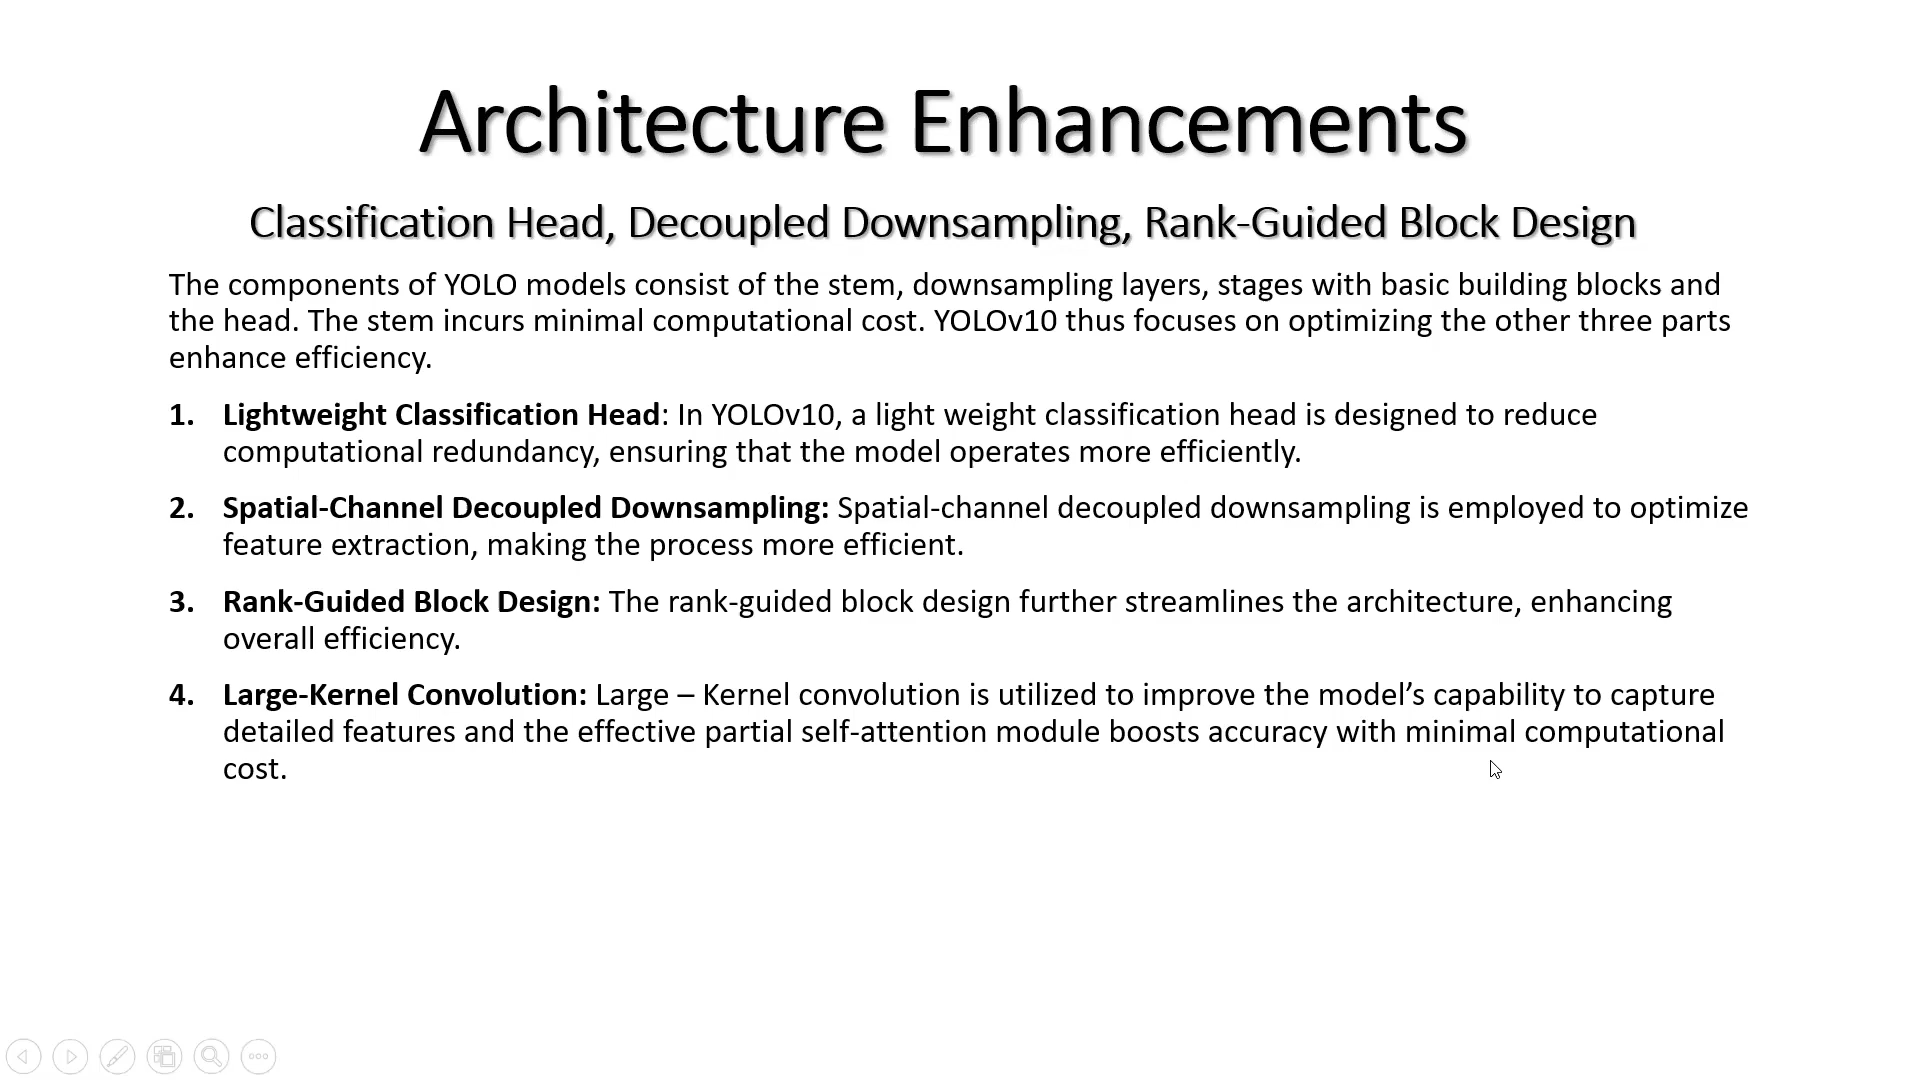 Architecture Enhancements
Classification Head, Decoupled Downsampling, Rank-Guided Block Design
The components of YOLO models consist of the stem, downsampling layers, stages with basic building blocks and
the head. The stem incurs minimal computational cost. YOLOv10 thus focuses on optimizing the other three parts
enhance efficiency.
1. Lightweight Classification Head: In YOLOv10, a light weight classification head is designed to reduce
computational redundancy, ensuring that the model operates more efficiently.
2. Spatial-Channel Decoupled Downsampling: Spatial-channel decoupled downsampling is employed to optimize
feature extraction, making the process more efficient.
3. Rank-Guided Block Design: The rank-guided block design further streamlines the architecture, enhancing
overall efficiency.
4. Large-Kernel Convolution: Large – Kernel convolution is utilized to improve the model’s capability to capture
detailed features and the effective partial self-attention module boosts accuracy with minimal computational
cost.